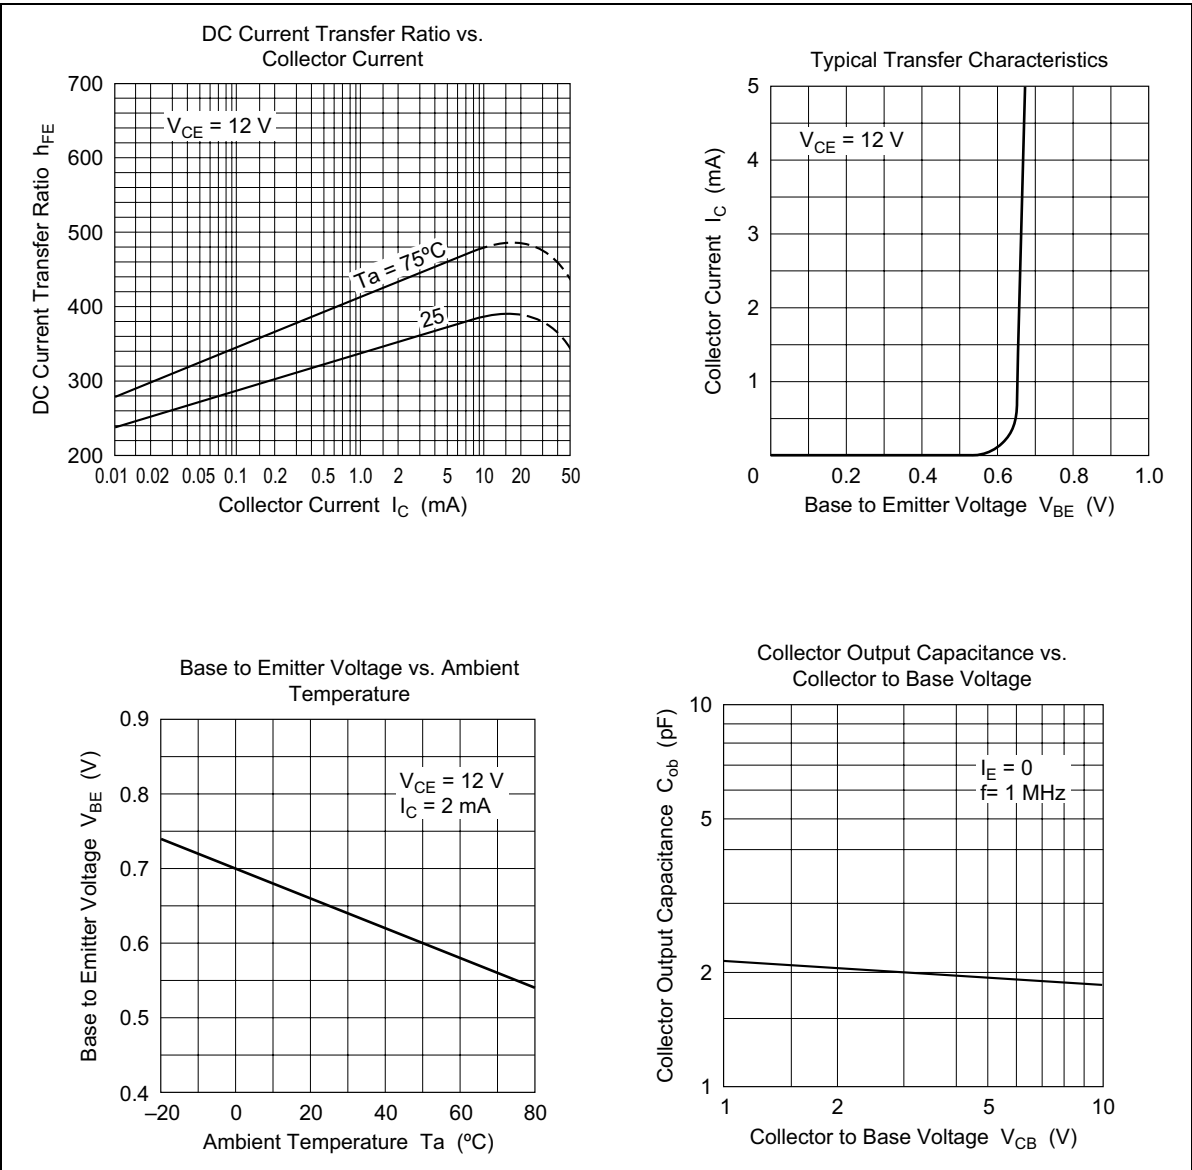 DC Current Transfer Ratio vs.
Collector Current
DC Current Transfer Ratio hFE
700
600
500
400
300
200
VCE = 12 V
Ta = 75ºC
25
0.01 0.02 0.05 0.1 0.2 0.5 1.0 2 5 10 20 50
Collector Current IC (mA)
Typical Transfer Characteristics
Collector Current IC (mA)
5
4
3
2
1
VCE = 12 V
0 0.2 0.4 0.6 0.8 1.0
Base to Emitter Voltage VBE (V)
Base to Emitter Voltage vs. Ambient
Temperature
Base to Emitter Voltage VBE (V)
0.9
0.8
0.7
0.6
0.5
0.4
VCE = 12 V
IC = 2 mA
–20 0 20 40 60 80
Ambient Temperature Ta (ºC)
Collector Output Capacitance vs.
Collector to Base Voltage
Collector Output Capacitance Cob (pF)
10
5
2
1
IE = 0
f= 1 MHz
1 2 5 10
Collector to Base Voltage VCB (V)